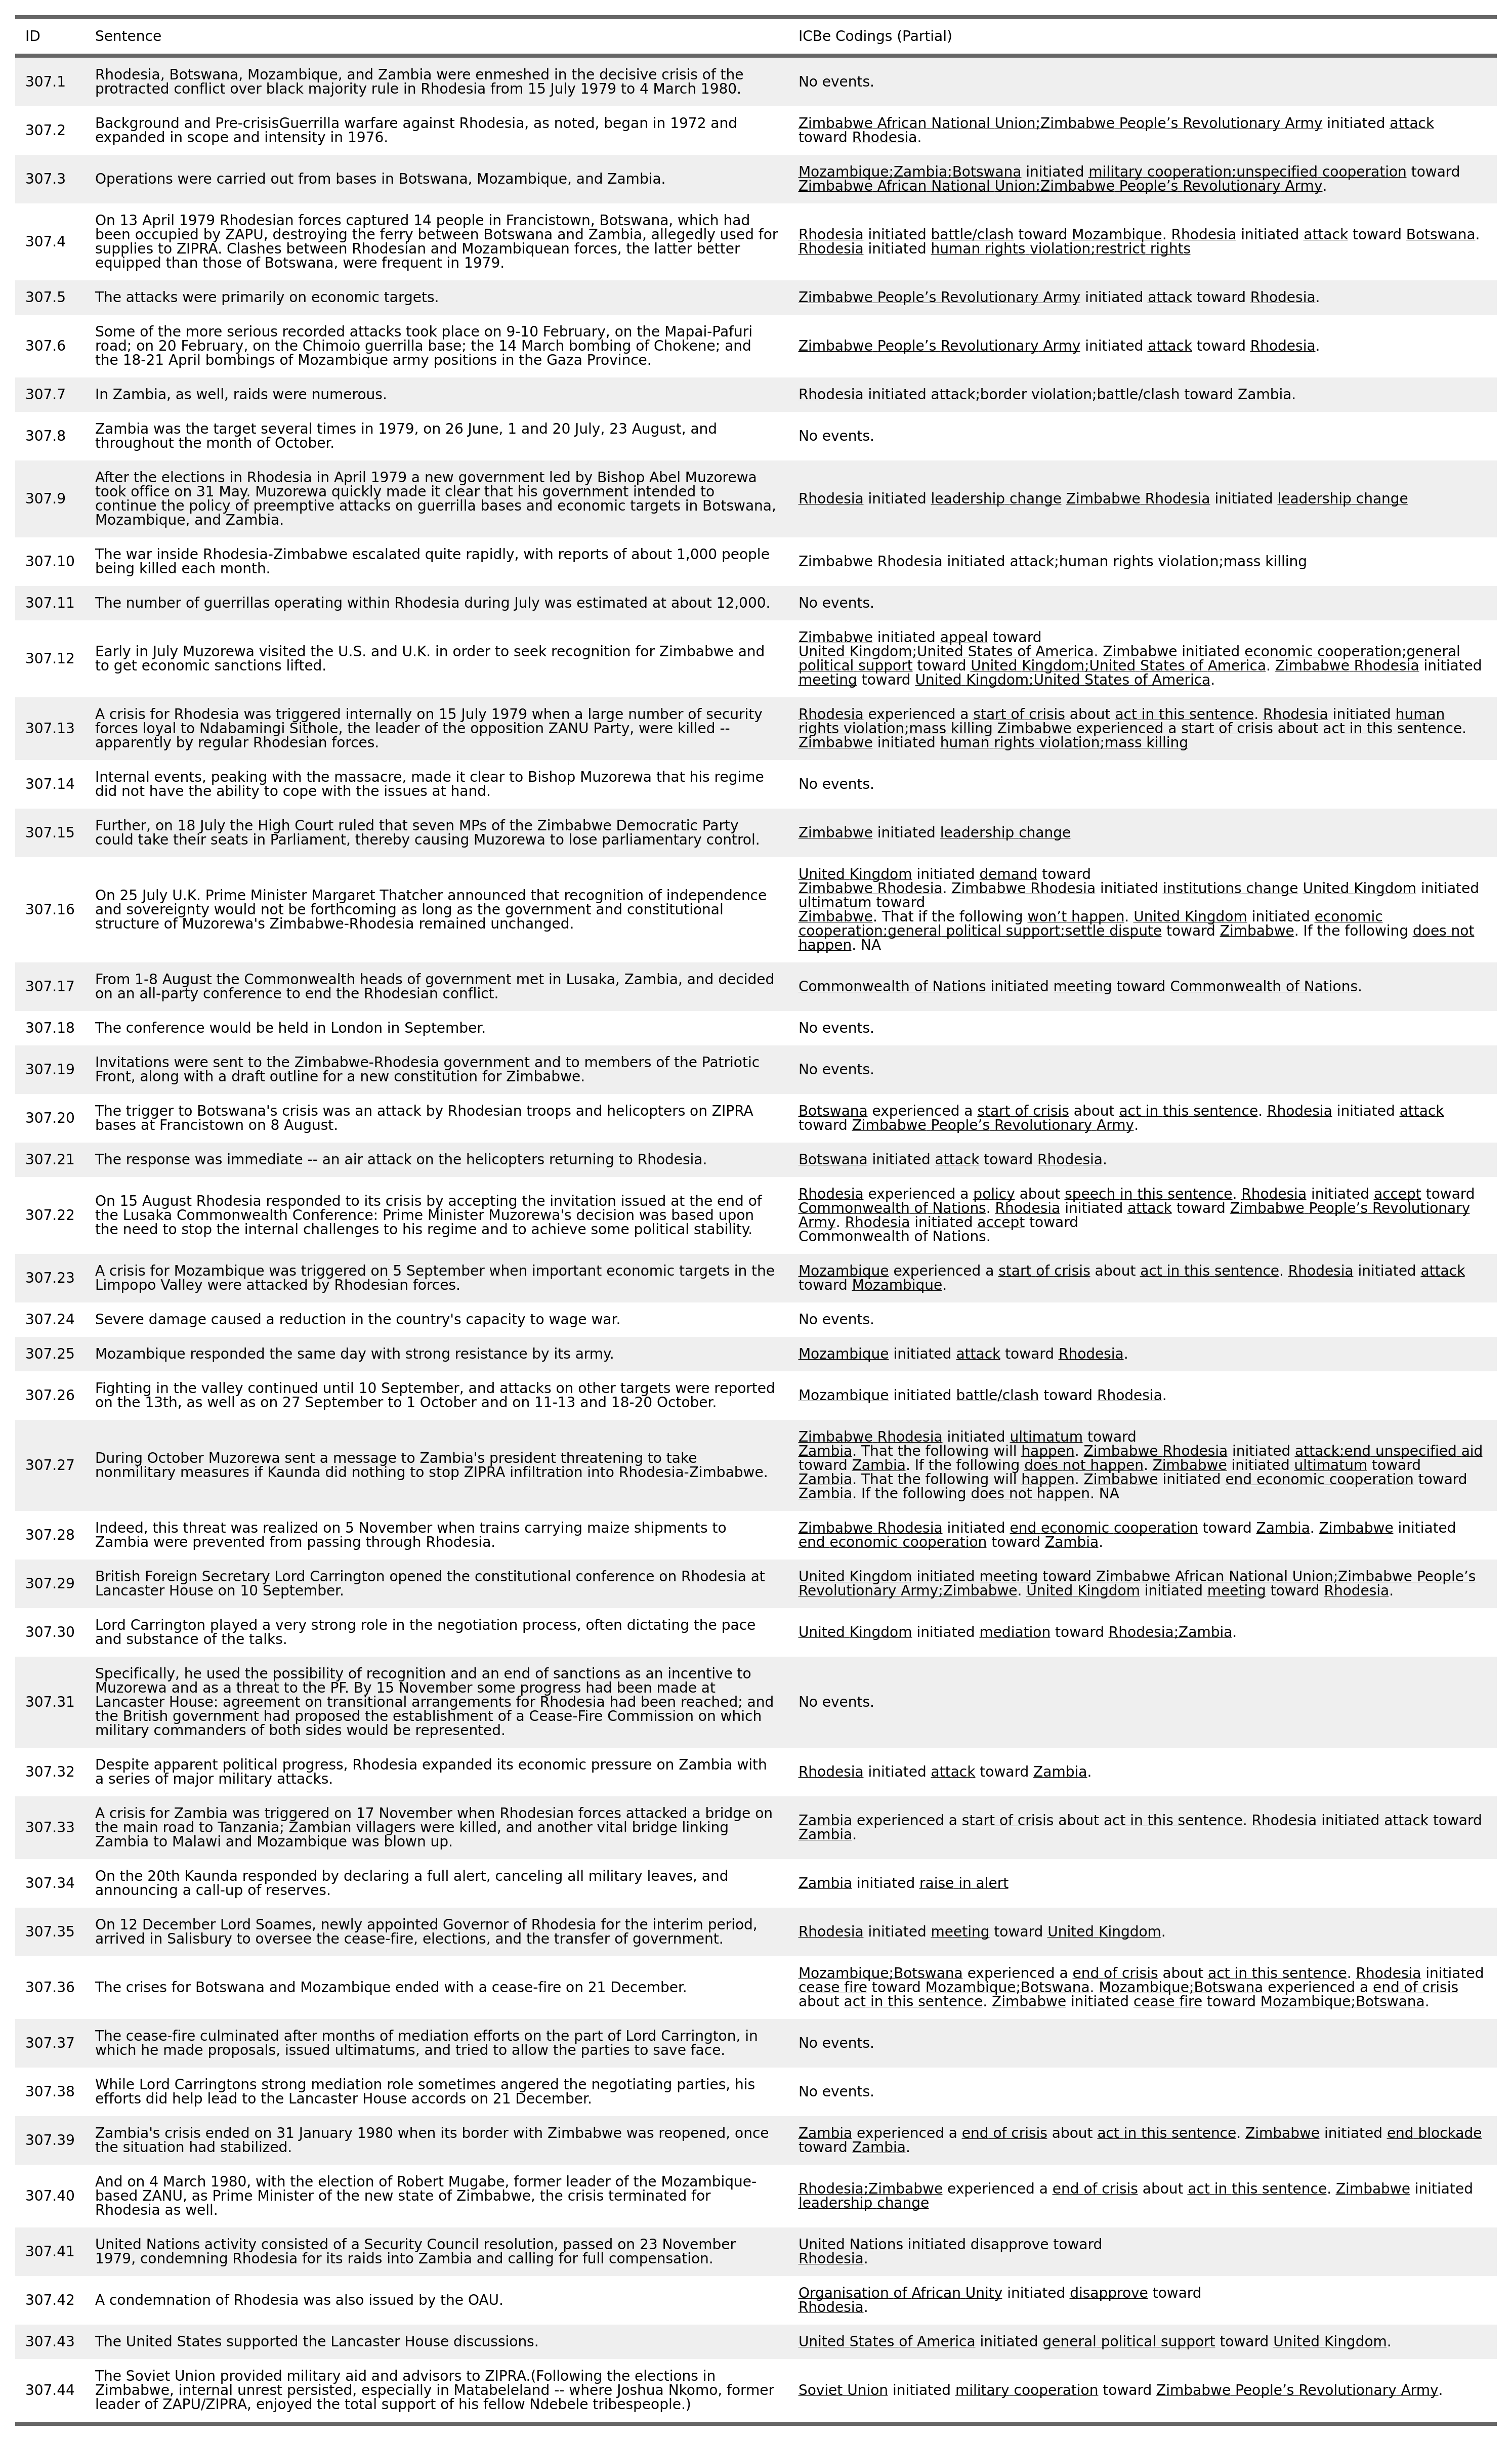 ID Sentence ICBe Codings (Partial)
307.1 Rhodesia, Botswana, Mozambique, and Zambia were enmeshed in the decisive crisis of the
protracted conflict over black majority rule in Rhodesia from 15 July 1979 to 4 March 1980.
No events.
307.2 Background and Pre-crisisGuerrilla warfare against Rhodesia, as noted, began in 1972 and
expanded in scope and intensity in 1976.
Zimbabwe African National Union;Zimbabwe People’s Revolutionary Army initiated attack
toward Rhodesia.
307.3 Operations were carried out from bases in Botswana, Mozambique, and Zambia.
Mozambique;Zambia;Botswana initiated military cooperation;unspecified cooperation toward
Zimbabwe African National Union;Zimbabwe People’s Revolutionary Army.
307.4 On 13 April 1979 Rhodesian forces captured 14 people in Francistown, Botswana, which had
been occupied by ZAPU, destroying the ferry between Botswana and Zambia, allegedly used for
supplies to ZIPRA. Clashes between Rhodesian and Mozambiquean forces, the latter better
equipped than those of Botswana, were frequent in 1979.
Rhodesia initiated battle/clash toward Mozambique. Rhodesia initiated attack toward Botswana.
Rhodesia initiated human rights violation;restrict rights
307.5 The attacks were primarily on economic targets.
Zimbabwe People’s Revolutionary Army initiated attack toward Rhodesia.
307.6 Some of the more serious recorded attacks took place on 9-10 February, on the Mapai-Pafuri
road; on 20 February, on the Chimoio guerrilla base; the 14 March bombing of Chokene; and
the 18-21 April bombings of Mozambique army positions in the Gaza Province.
Zimbabwe People’s Revolutionary Army initiated attack toward Rhodesia.
307.7 In Zambia, as well, raids were numerous.
Rhodesia initiated attack;border violation;battle/clash toward Zambia.
307.8 Zambia was the target several times in 1979, on 26 June, 1 and 20 July, 23 August, and
throughout the month of October.
No events.
307.9 After the elections in Rhodesia in April 1979 a new government led by Bishop Abel Muzorewa
took office on 31 May. Muzorewa quickly made it clear that his government intended to
continue the policy of preemptive attacks on guerrilla bases and economic targets in Botswana,
Mozambique, and Zambia.
Rhodesia initiated leadership change Zimbabwe Rhodesia initiated leadership change
307.10 The war inside Rhodesia-Zimbabwe escalated quite rapidly, with reports of about 1,000 people
being killed each month.
Zimbabwe Rhodesia initiated attack;human rights violation;mass killing
307.11 The number of guerrillas operating within Rhodesia during July was estimated at about 12,000.
No events.
307.12 Early in July Muzorewa visited the U.S. and U.K. in order to seek recognition for Zimbabwe and
to get economic sanctions lifted.
Zimbabwe initiated appeal toward
United Kingdom;United States of America. Zimbabwe initiated economic cooperation;general
political support toward United Kingdom;United States of America. Zimbabwe Rhodesia initiated
meeting toward United Kingdom;United States of America.
307.13 A crisis for Rhodesia was triggered internally on 15 July 1979 when a large number of security
forces loyal to Ndabamingi Sithole, the leader of the opposition ZANU Party, were killed --
apparently by regular Rhodesian forces.
Rhodesia experienced a start of crisis about act in this sentence. Rhodesia initiated human
rights violation;mass killing Zimbabwe experienced a start of crisis about act in this sentence.
Zimbabwe initiated human rights violation;mass killing
307.14 Internal events, peaking with the massacre, made it clear to Bishop Muzorewa that his regime
did not have the ability to cope with the issues at hand.
No events.
307.15 Further, on 18 July the High Court ruled that seven MPs of the Zimbabwe Democratic Party
could take their seats in Parliament, thereby causing Muzorewa to lose parliamentary control.
Zimbabwe initiated leadership change
307.16 On 25 July U.K. Prime Minister Margaret Thatcher announced that recognition of independence
and sovereignty would not be forthcoming as long as the government and constitutional
structure of Muzorewa's Zimbabwe-Rhodesia remained unchanged.
United Kingdom initiated demand toward
Zimbabwe Rhodesia. Zimbabwe Rhodesia initiated institutions change United Kingdom initiated
ultimatum toward
Zimbabwe. That if the following won’t happen. United Kingdom initiated economic
cooperation;general political support;settle dispute toward Zimbabwe. If the following does not
happen. NA
307.17 From 1-8 August the Commonwealth heads of government met in Lusaka, Zambia, and decided
on an all-party conference to end the Rhodesian conflict.
Commonwealth of Nations initiated meeting toward Commonwealth of Nations.
307.18 The conference would be held in London in September.
No events.
307.19 Invitations were sent to the Zimbabwe-Rhodesia government and to members of the Patriotic
Front, along with a draft outline for a new constitution for Zimbabwe.
No events.
307.20 The trigger to Botswana's crisis was an attack by Rhodesian troops and helicopters on ZIPRA
bases at Francistown on 8 August.
Botswana experienced a start of crisis about act in this sentence. Rhodesia initiated attack
toward Zimbabwe People’s Revolutionary Army.
307.21 The response was immediate -- an air attack on the helicopters returning to Rhodesia.
Botswana initiated attack toward Rhodesia.
307.22 On 15 August Rhodesia responded to its crisis by accepting the invitation issued at the end of
the Lusaka Commonwealth Conference: Prime Minister Muzorewa's decision was based upon
the need to stop the internal challenges to his regime and to achieve some political stability.
Rhodesia experienced a policy about speech in this sentence. Rhodesia initiated accept toward
Commonwealth of Nations. Rhodesia initiated attack toward Zimbabwe People’s Revolutionary
Army. Rhodesia initiated accept toward
Commonwealth of Nations.
307.23 A crisis for Mozambique was triggered on 5 September when important economic targets in the
Limpopo Valley were attacked by Rhodesian forces.
Mozambique experienced a start of crisis about act in this sentence. Rhodesia initiated attack
toward Mozambique.
307.24 Severe damage caused a reduction in the country's capacity to wage war.
No events.
307.25 Mozambique responded the same day with strong resistance by its army.
Mozambique initiated attack toward Rhodesia.
307.26 Fighting in the valley continued until 10 September, and attacks on other targets were reported
on the 13th, as well as on 27 September to 1 October and on 11-13 and 18-20 October.
Mozambique initiated battle/clash toward Rhodesia.
307.27 During October Muzorewa sent a message to Zambia's president threatening to take
nonmilitary measures if Kaunda did nothing to stop ZIPRA infiltration into Rhodesia-Zimbabwe.
Zimbabwe Rhodesia initiated ultimatum toward
Zambia. That the following will happen. Zimbabwe Rhodesia initiated attack;end unspecified aid
toward Zambia. If the following does not happen. Zimbabwe initiated ultimatum toward
Zambia. That the following will happen. Zimbabwe initiated end economic cooperation toward
Zambia. If the following does not happen. NA
307.28 Indeed, this threat was realized on 5 November when trains carrying maize shipments to
Zambia were prevented from passing through Rhodesia.
Zimbabwe Rhodesia initiated end economic cooperation toward Zambia. Zimbabwe initiated
end economic cooperation toward Zambia.
307.29 British Foreign Secretary Lord Carrington opened the constitutional conference on Rhodesia at
Lancaster House on 10 September.
United Kingdom initiated meeting toward Zimbabwe African National Union;Zimbabwe People’s
Revolutionary Army;Zimbabwe. United Kingdom initiated meeting toward Rhodesia.
307.30 Lord Carrington played a very strong role in the negotiation process, often dictating the pace
and substance of the talks.
United Kingdom initiated mediation toward Rhodesia;Zambia.
307.31 Specifically, he used the possibility of recognition and an end of sanctions as an incentive to
Muzorewa and as a threat to the PF. By 15 November some progress had been made at
Lancaster House: agreement on transitional arrangements for Rhodesia had been reached; and
the British government had proposed the establishment of a Cease-Fire Commission on which
military commanders of both sides would be represented.
No events.
307.32 Despite apparent political progress, Rhodesia expanded its economic pressure on Zambia with
a series of major military attacks.
Rhodesia initiated attack toward Zambia.
307.33 A crisis for Zambia was triggered on 17 November when Rhodesian forces attacked a bridge on
the main road to Tanzania; Zambian villagers were killed, and another vital bridge linking
Zambia to Malawi and Mozambique was blown up.
Zambia experienced a start of crisis about act in this sentence. Rhodesia initiated attack toward
Zambia.
307.34 On the 20th Kaunda responded by declaring a full alert, canceling all military leaves, and
announcing a call-up of reserves.
Zambia initiated raise in alert
307.35 On 12 December Lord Soames, newly appointed Governor of Rhodesia for the interim period,
arrived in Salisbury to oversee the cease-fire, elections, and the transfer of government.
Rhodesia initiated meeting toward United Kingdom.
307.36 The crises for Botswana and Mozambique ended with a cease-fire on 21 December.
Mozambique;Botswana experienced a end of crisis about act in this sentence. Rhodesia initiated
cease fire toward Mozambique;Botswana. Mozambique;Botswana experienced a end of crisis
about act in this sentence. Zimbabwe initiated cease fire toward Mozambique;Botswana.
307.37 The cease-fire culminated after months of mediation efforts on the part of Lord Carrington, in
which he made proposals, issued ultimatums, and tried to allow the parties to save face.
No events.
307.38 While Lord Carringtons strong mediation role sometimes angered the negotiating parties, his
efforts did help lead to the Lancaster House accords on 21 December.
No events.
307.39 Zambia's crisis ended on 31 January 1980 when its border with Zimbabwe was reopened, once
the situation had stabilized.
Zambia experienced a end of crisis about act in this sentence. Zimbabwe initiated end blockade
toward Zambia.
307.40 And on 4 March 1980, with the election of Robert Mugabe, former leader of the Mozambique-
based ZANU, as Prime Minister of the new state of Zimbabwe, the crisis terminated for
Rhodesia as well.
Rhodesia;Zimbabwe experienced a end of crisis about act in this sentence. Zimbabwe initiated
leadership change
307.41 United Nations activity consisted of a Security Council resolution, passed on 23 November
1979, condemning Rhodesia for its raids into Zambia and calling for full compensation.
United Nations initiated disapprove toward
Rhodesia.
307.42 A condemnation of Rhodesia was also issued by the OAU.
Organisation of African Unity initiated disapprove toward
Rhodesia.
307.43 The United States supported the Lancaster House discussions.
United States of America initiated general political support toward United Kingdom.
307.44 The Soviet Union provided military aid and advisors to ZIPRA.(Following the elections in
Zimbabwe, internal unrest persisted, especially in Matabeleland -- where Joshua Nkomo, former
leader of ZAPU/ZIPRA, enjoyed the total support of his fellow Ndebele tribespeople.)
Soviet Union initiated military cooperation toward Zimbabwe People’s Revolutionary Army.